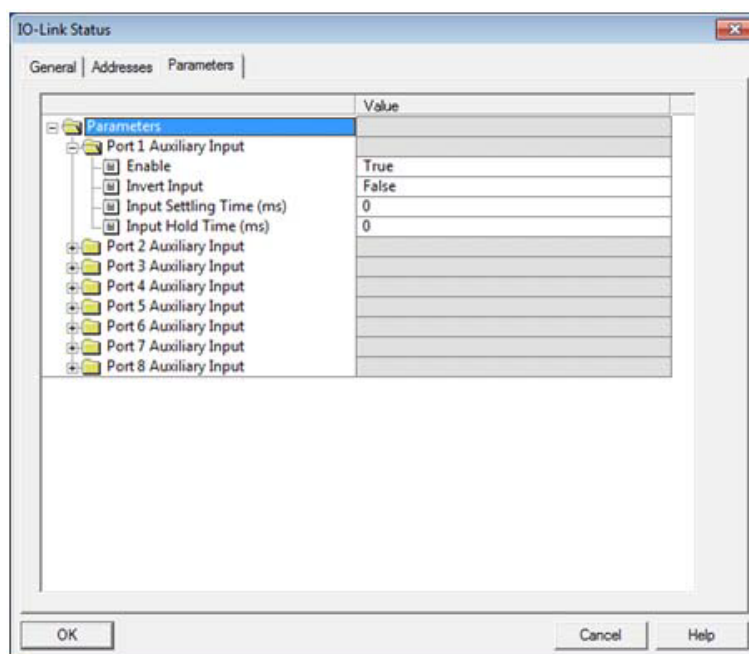 IO-Link Status
General Addresses Parameters
Value
Parameters
Port 1 Auxiliary Input
Enable True
Invert Input False
Input Settling Time (ms) 0
Input Hold Time (ms) 0
Port 2 Auxiliary Input
Port 3 Auxiliary Input
Port 4 Auxiliary Input
Port 5 Auxiliary Input
Port 6 Auxiliary Input
Port 7 Auxiliary Input
Port 8 Auxiliary Input
OK Cancel Help